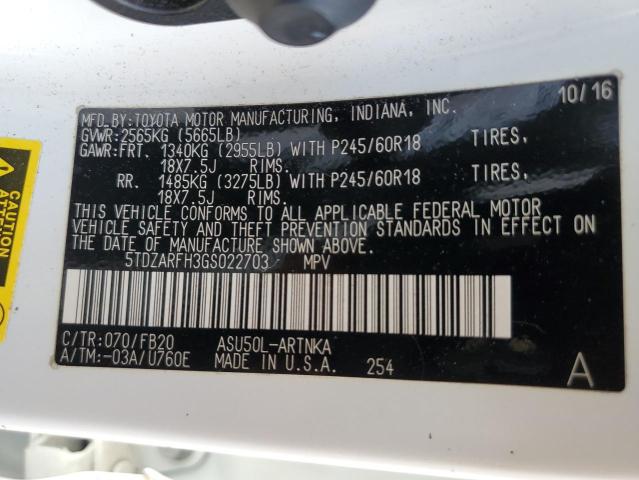 MFD.BY:TOYOTA MOTOR MANUFACTURING, INDIANA, INC. 10/16
GVWR:2565KG (5665LB)
GAWR:FRT. 1340KG (2955LB) WITH P245/60R18 TIRES,
18X7.5J RIMS.
RR. 1485KG (3275LB) WITH P245/60R18 TIRES,
18X7.5J RIMS.
THIS VEHICLE CONFORMS TO ALL APPLICABLE FEDERAL MOTOR
VEHICLE SAFETY AND THEFT PREVENTION STANDARDS IN EFFECT ON
THE DATE OF MANUFACTURE SHOWN ABOVE.
5TDZARFH3GS022703 MPV
C/TR:070/FB20 ASU50L-ARTNKA
A/TM:-03A/U760E MADE IN U.S.A. 254 A
CAUTION